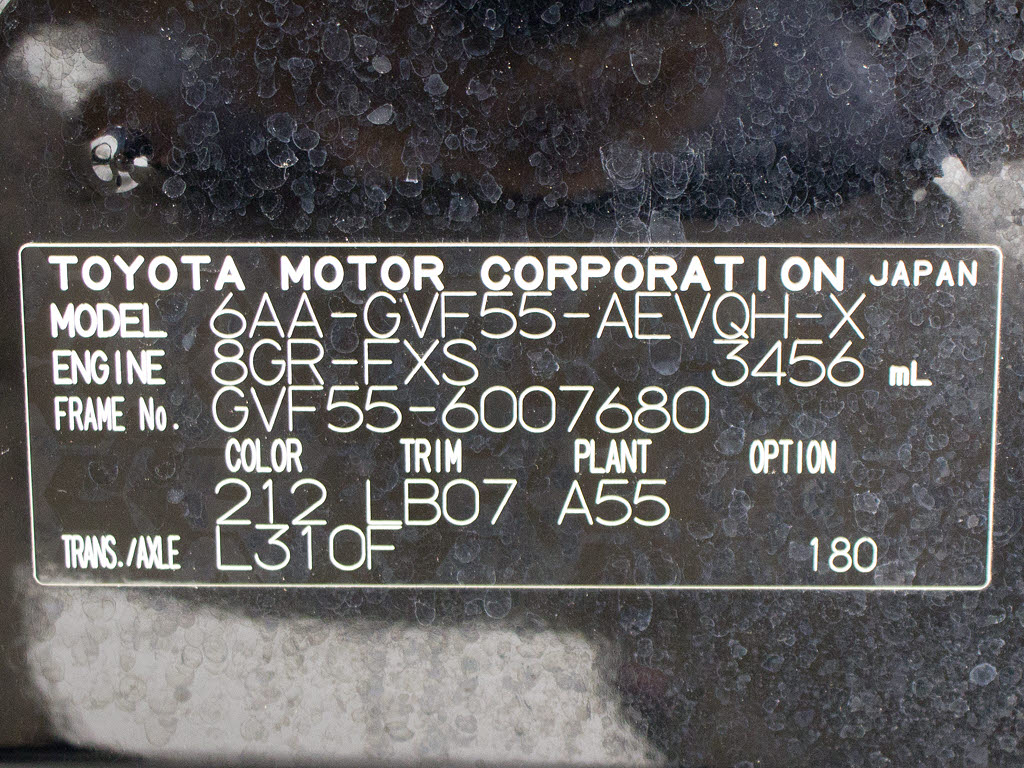 TOYOTA MOTOR CORPORATION JAPAN
MODEL 6AA-GVF55-AEVQH-X
ENGINE 8GR-FXS 3456 mL
FRAME No. GVF55-6007680
COLOR TRIM PLANT OPTION
212 LB07 A55
TRANS./AXLE L310F 180